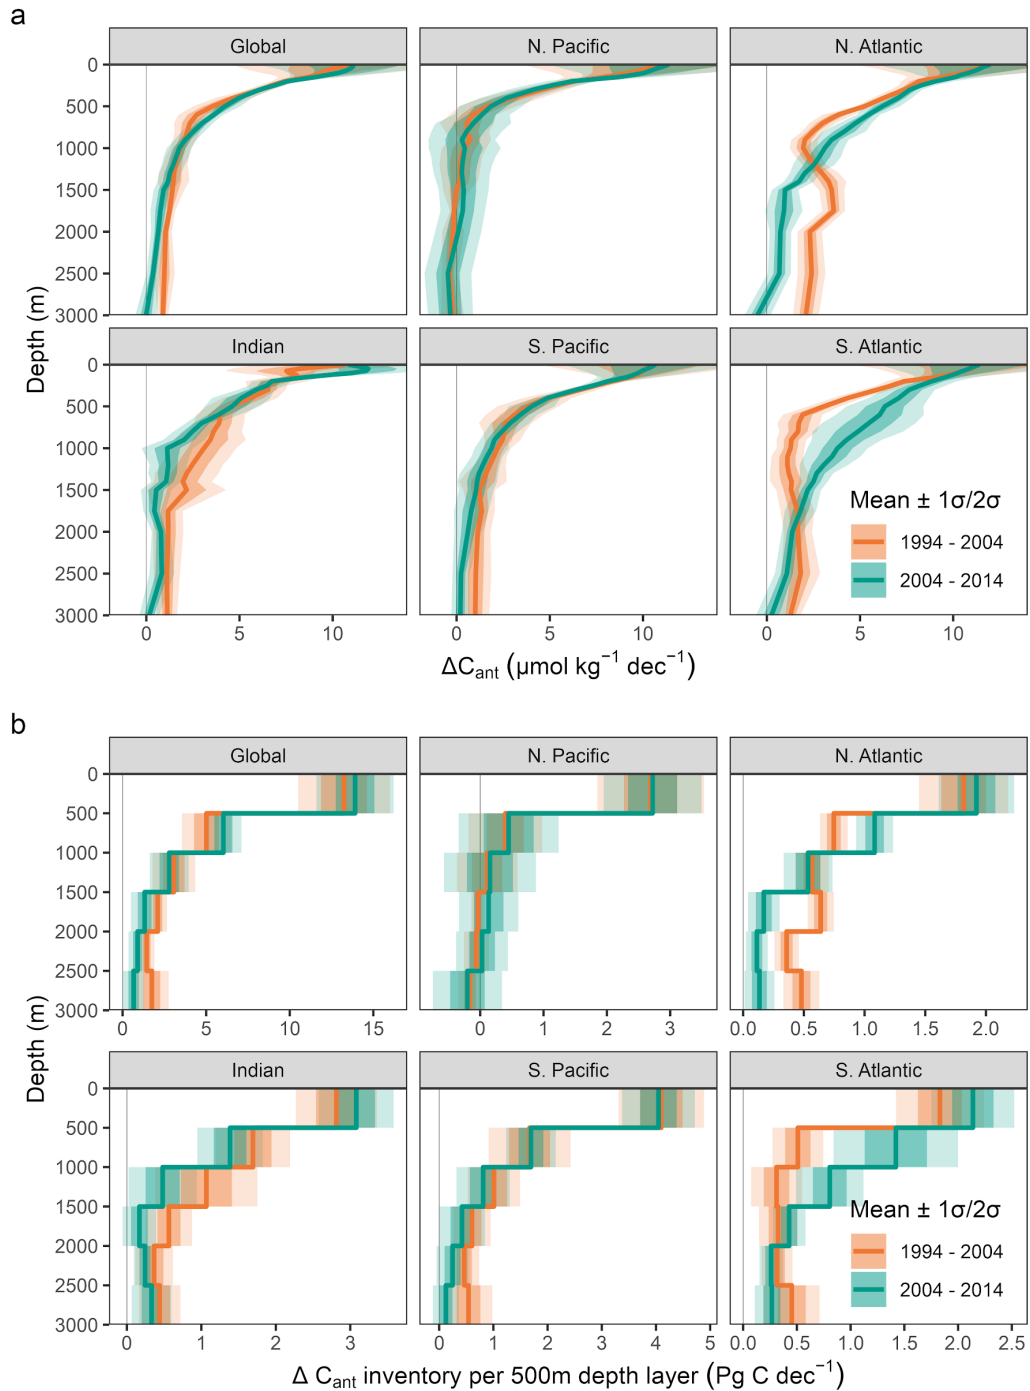 a
Global
N. Pacific
N. Atlantic
0
500
1000
1500
2000
2500
3000
Indian
S. Pacific
S. Atlantic
0
500
1000
1500
2000
2500
3000
Depth (m)
Mean ± 1σ/2σ
1994 - 2004
2004 - 2014
0 5 10
0 5 10
0 5 10
ΔC_ant (μmol kg⁻¹ dec⁻¹)
b
Global
N. Pacific
N. Atlantic
0
500
1000
1500
2000
2500
3000
0 5 10 15
0 1 2 3
0.0 0.5 1.0 1.5 2.0
Indian
S. Pacific
S. Atlantic
0
500
1000
1500
2000
2500
3000
Depth (m)
Mean ± 1σ/2σ
1994 - 2004
2004 - 2014
0 1 2 3
0 1 2 3 4 5
0.0 0.5 1.0 1.5 2.0 2.5
Δ C_ant inventory per 500m depth layer (Pg C dec⁻¹)